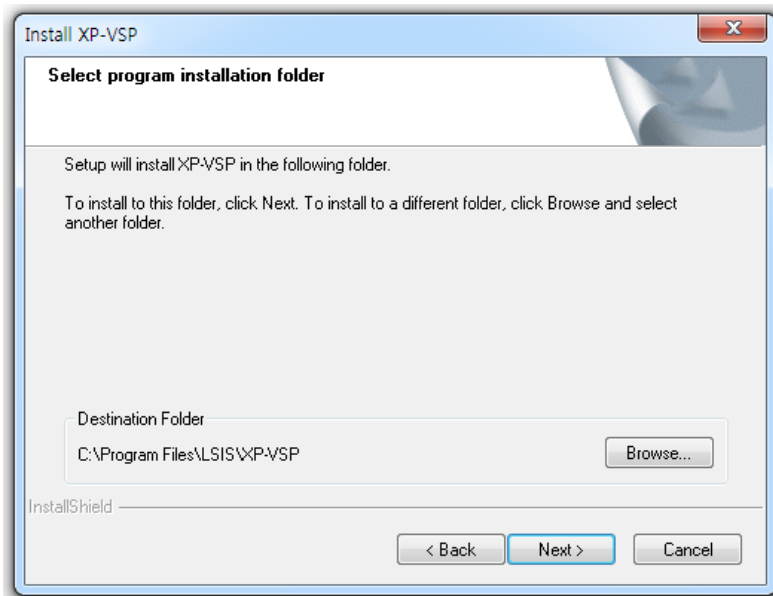 Install XP-VSP
Select program installation folder
Setup will install XP-VSP in the following folder.
To install to this folder, click Next. To install to a different folder, click Browse and select
another folder.
Destination Folder
C:\Program Files\LSIS\XP-VSP
Browse...
InstallShield
< Back
Next >
Cancel